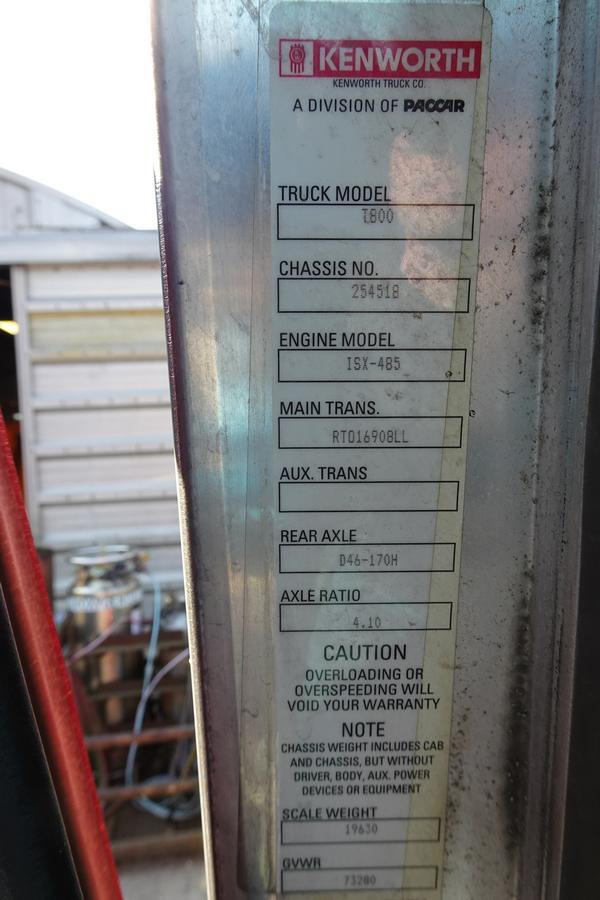 KENWORTH
KENWORTH TRUCK CO.
A DIVISION OF PACCAR
TRUCK MODEL
T800
CHASSIS NO.
254518
ENGINE MODEL
ISX-485
MAIN TRANS.
RTO16908LL
AUX. TRANS
REAR AXLE
D46-170H
AXLE RATIO
4.10
CAUTION
OVERLOADING OR
OVERSPEEDING WILL
VOID YOUR WARRANTY
NOTE
CHASSIS WEIGHT INCLUDES CAB
AND CHASSIS, BUT WITHOUT
DRIVER, BODY, AUX. POWER
DEVICES OR EQUIPMENT
SCALE WEIGHT
19630
GVWR
73280